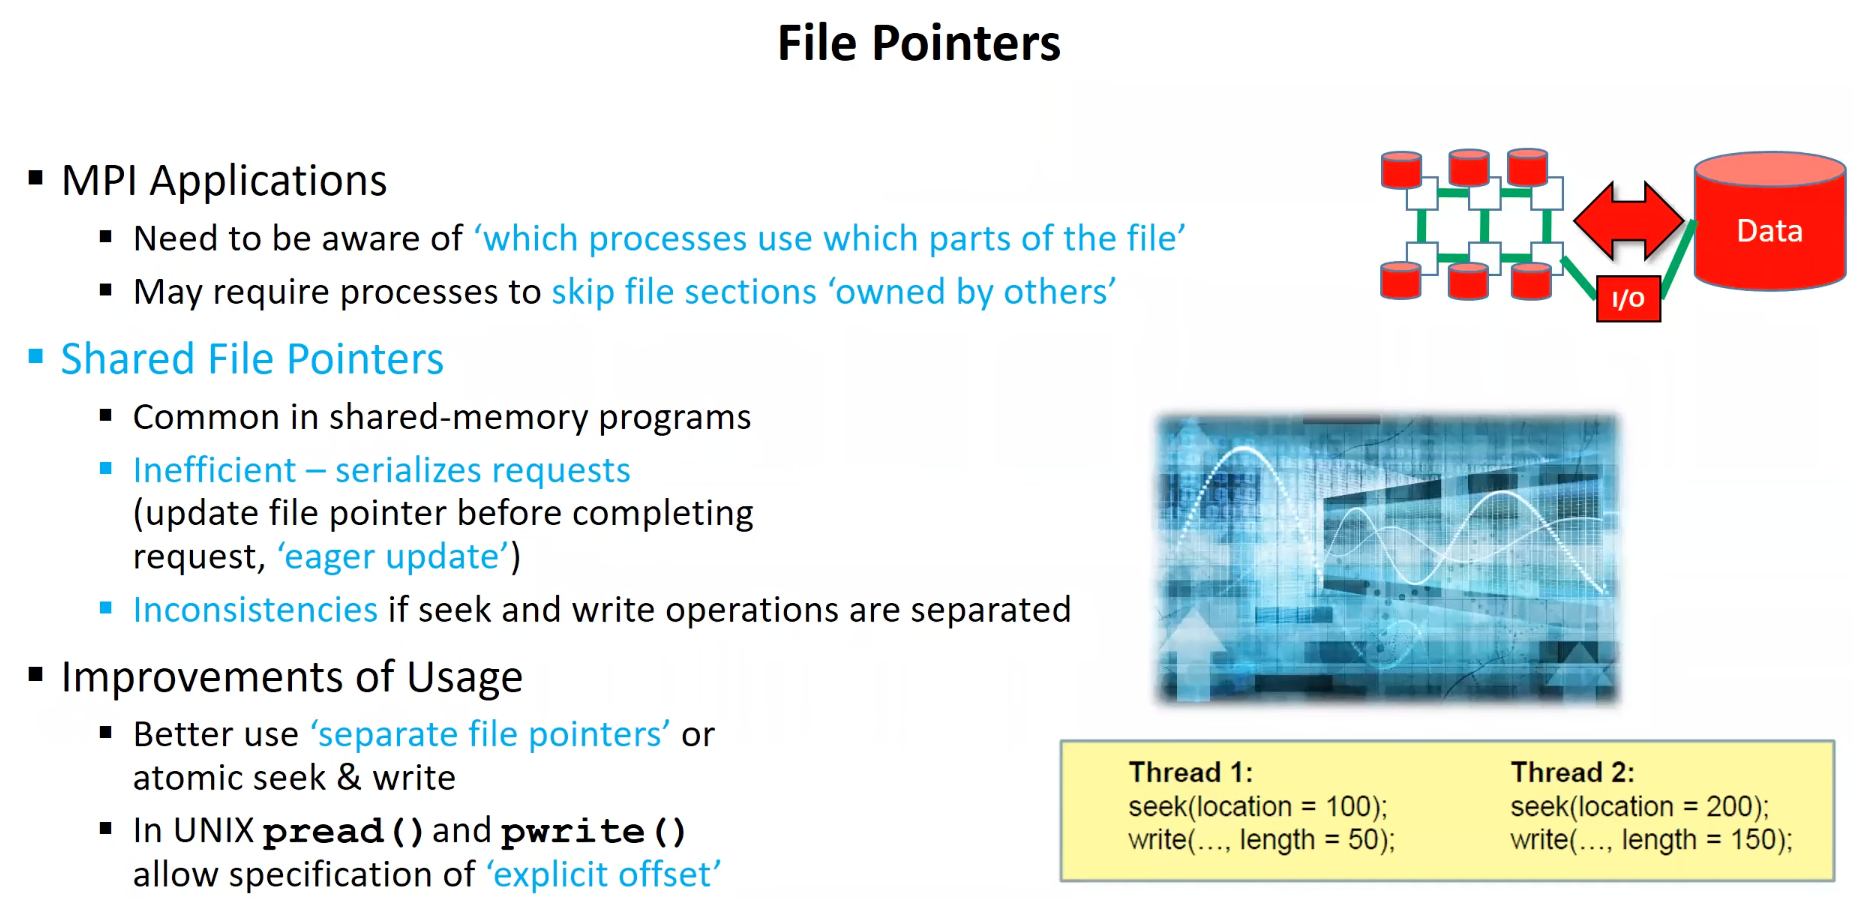 File Pointers
▪ MPI Applications
▪ Need to be aware of ‘which processes use which parts of the file’
▪ May require processes to skip file sections ‘owned by others’
▪ Shared File Pointers
▪ Common in shared-memory programs
▪ Inefficient – serializes requests
(update file pointer before completing
request, ‘eager update’)
▪ Inconsistencies if seek and write operations are separated
▪ Improvements of Usage
▪ Better use ‘separate file pointers’ or
atomic seek & write
▪ In UNIX pread() and pwrite()
allow specification of ‘explicit offset’
Data
I/O
Thread 1:
seek(location = 100);
write(..., length = 50);
Thread 2:
seek(location = 200);
write(..., length = 150);